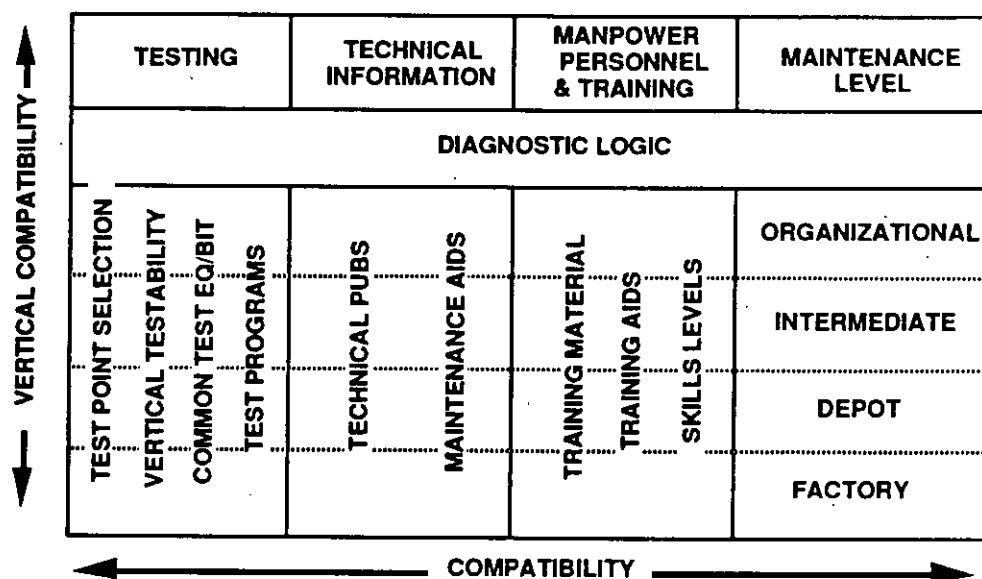 VERTICAL COMPATIBILITY
TESTING
TECHNICAL
INFORMATION
MANPOWER
PERSONNEL
& TRAINING
MAINTENANCE
LEVEL
DIAGNOSTIC LOGIC
TEST POINT SELECTION
VERTICAL TESTABILITY
COMMON TEST EQ/BIT
TEST PROGRAMS
TECHNICAL PUBS
MAINTENANCE AIDS
TRAINING MATERIAL
TRAINING AIDS
SKILLS LEVELS
ORGANIZATIONAL
INTERMEDIATE
DEPOT
FACTORY
COMPATIBILITY